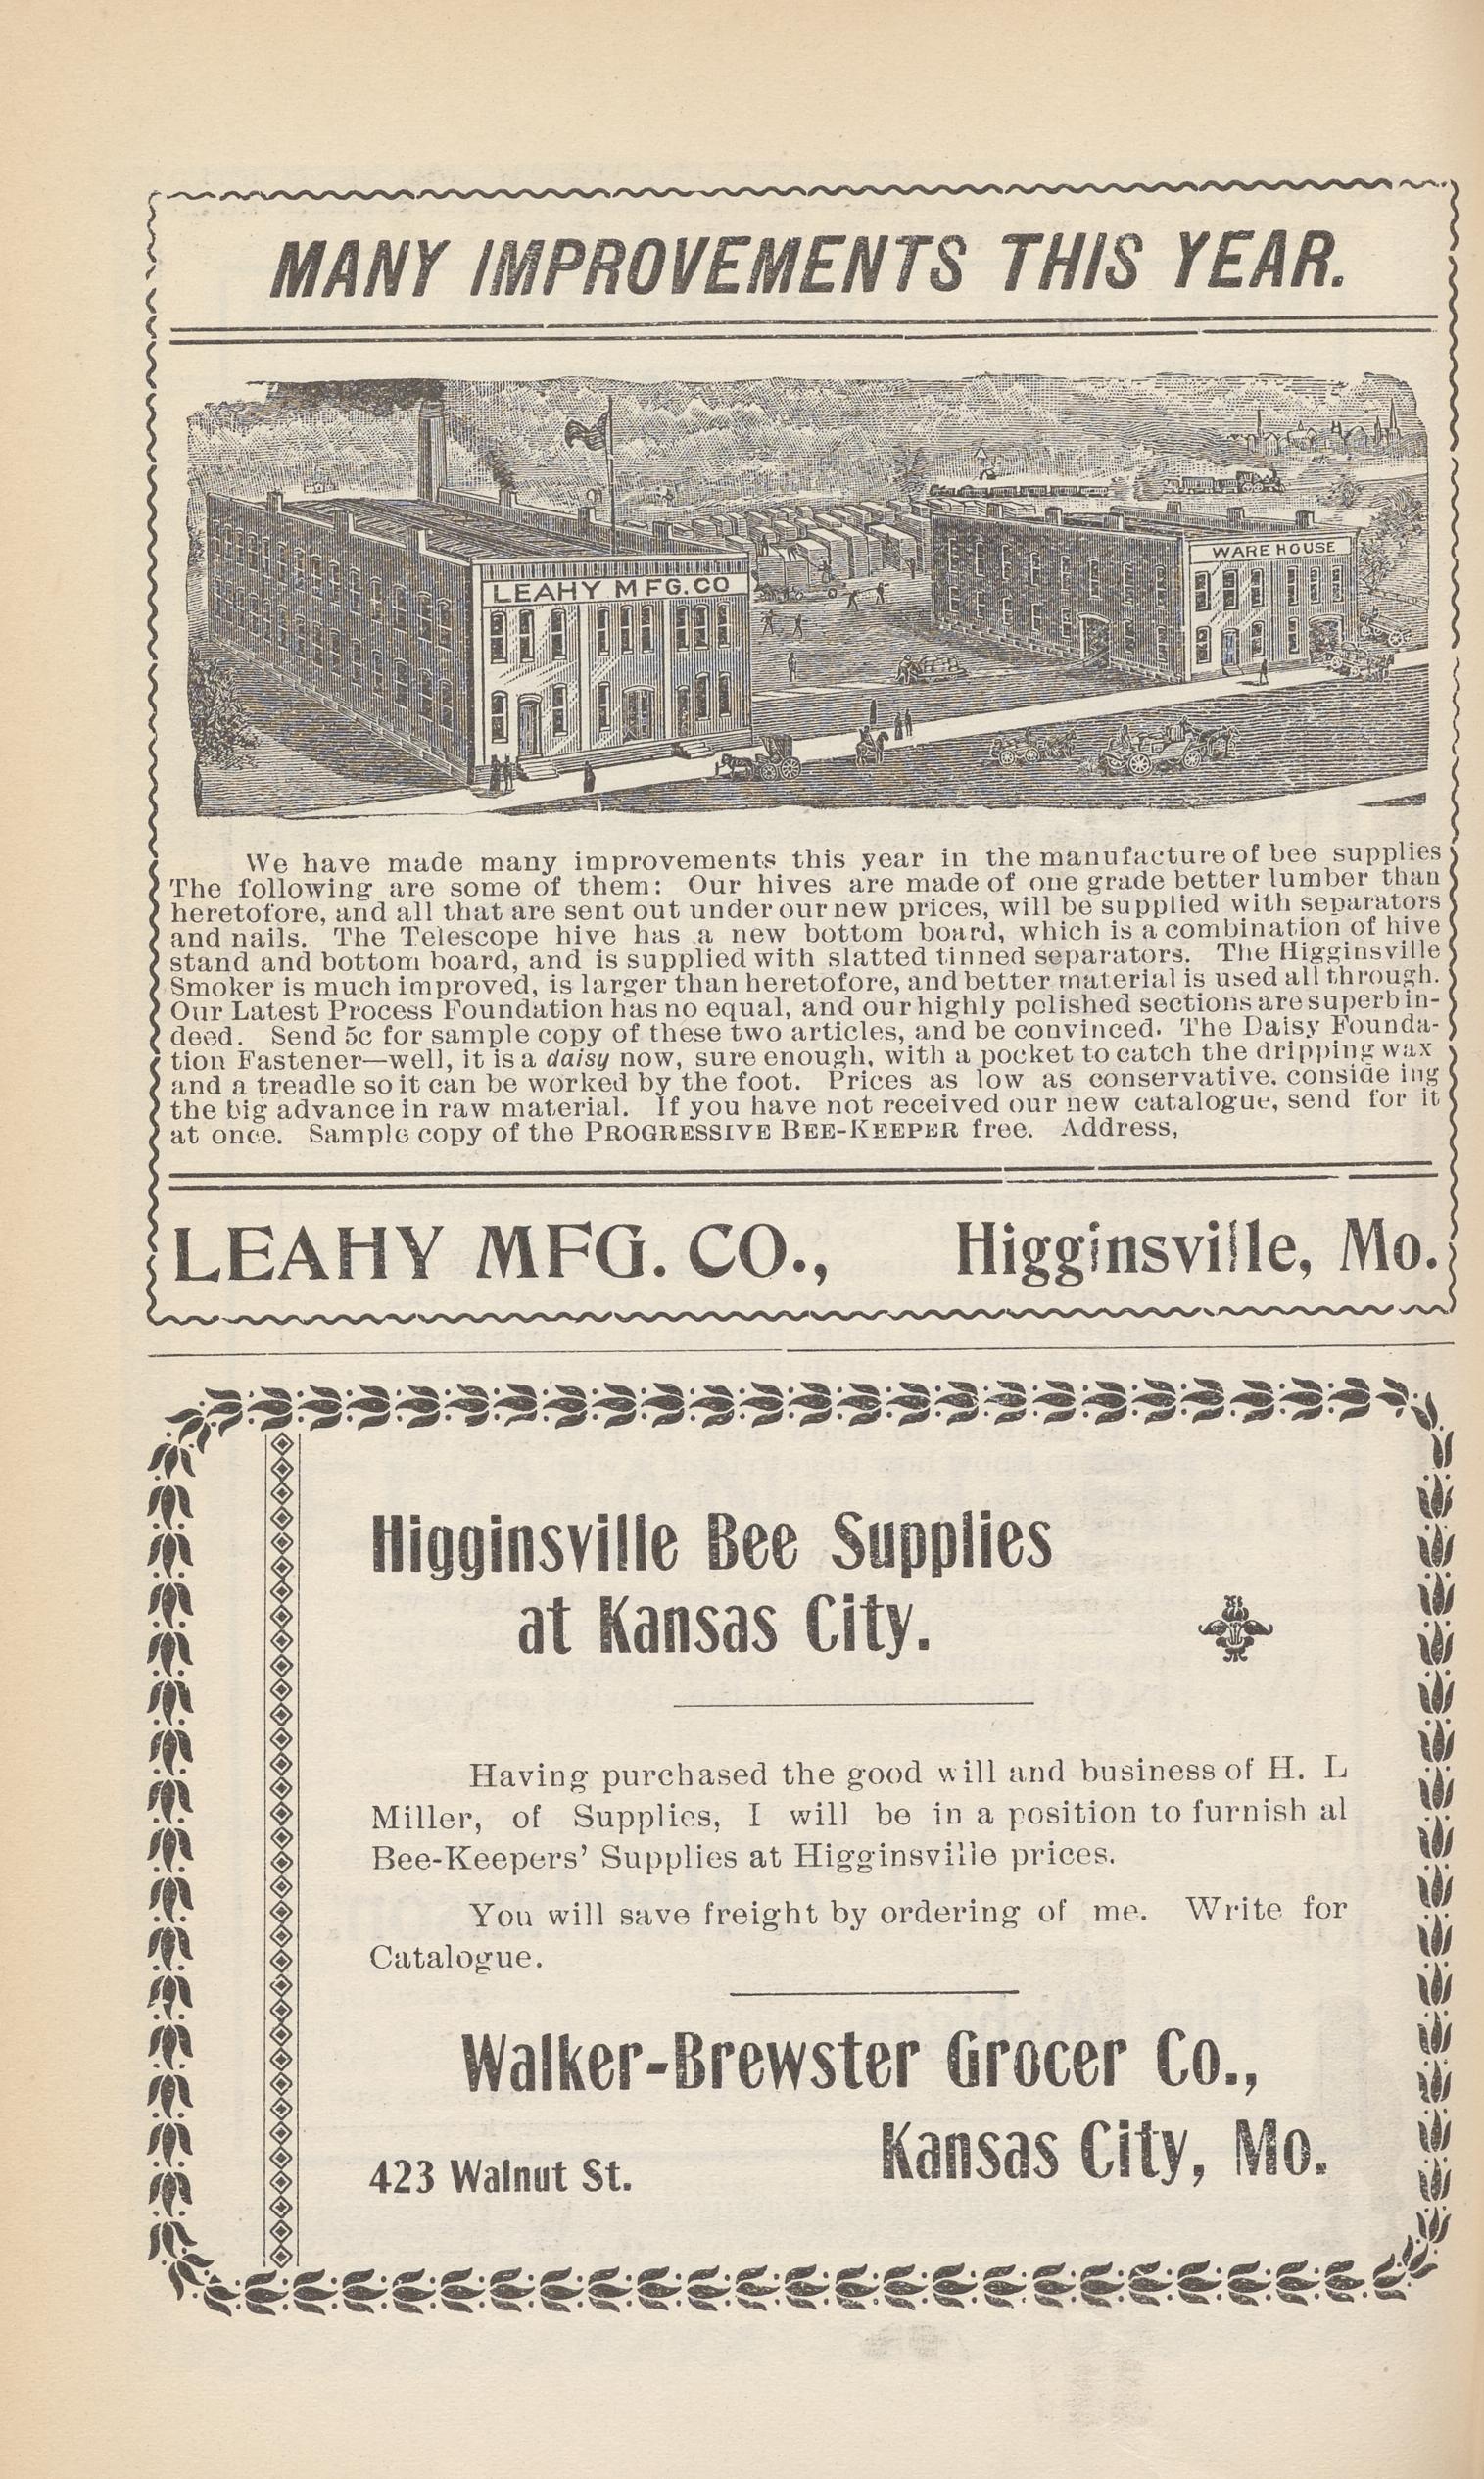 MANY IMPROVEMENTS THIS YEAR.
LEAHY MFG.CO
WARE HOUSE
We have made many improvements this year in the manufacture of bee supplies
The following are some of them: Our hives are made of one grade better lumber than
heretofore, and all that are sent out under our new prices, will be supplied with separators
and nails. The Telescope hive has a new bottom board, which is a combination of hive
stand and bottom board, and is supplied with slatted tinned separators. The Higginsville
Smoker is much improved, is larger than heretofore, and better material is used all through.
Our Latest Process Foundation has no equal, and our highly polished sections are superb in-
deed. Send 5c for sample copy of these two articles, and be convinced. The Daisy Founda-
tion Fastener—well, it is a daisy now, sure enough, with a pocket to catch the dripping wax
and a treadle so it can be worked by the foot. Prices as low as conservative. conside ing
the big advance in raw material. If you have not received our new catalogue, send for it
at once. Sample copy of the PROGRESSIVE BEE-KEEPER free. Address,
LEAHY MFG. CO., Higginsville, Mo.
Higginsville Bee Supplies
at Kansas City.
Having purchased the good will and business of H. L
Miller, of Supplies, I will be in a position to furnish al
Bee-Keepers' Supplies at Higginsville prices.
You will save freight by ordering of me. Write for
Catalogue.
Walker-Brewster Grocer Co.,
Kansas City, Mo.
423 Walnut St.